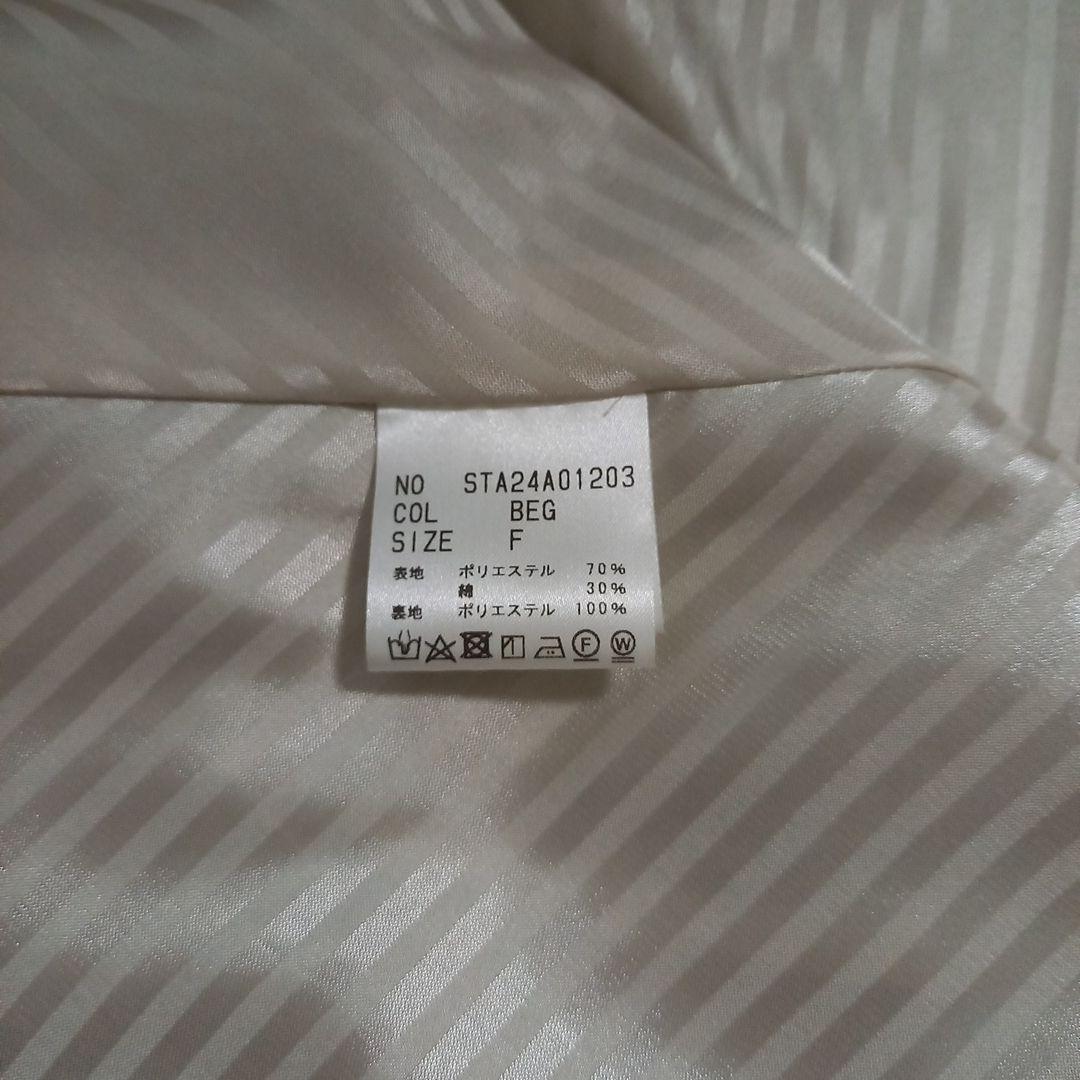 NO STA24A01203
COL BEG
SIZE F
表地 ポリエステル 70%
綿 30%
裏地 ポリエステル 100%
F W